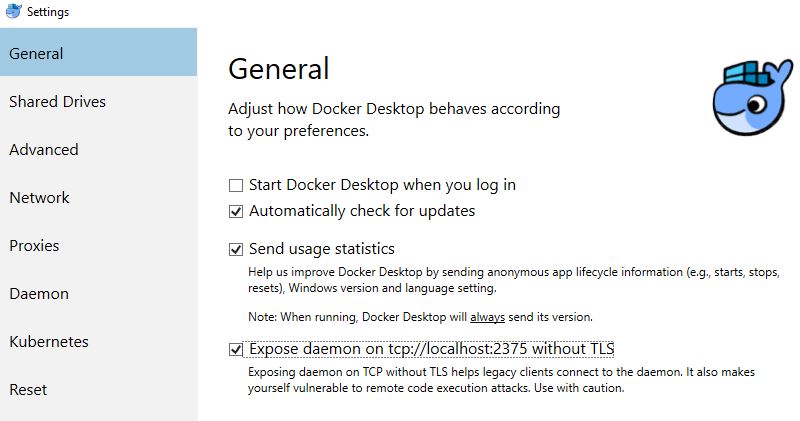 Settings
General
Shared Drives
Advanced
Network
Proxies
Daemon
Kubernetes
Reset
General
Adjust how Docker Desktop behaves according
to your preferences.
Start Docker Desktop when you log in
Automatically check for updates
Send usage statistics
Help us improve Docker Desktop by sending anonymous app lifecycle information (e.g., starts, stops,
resets), Windows version and language setting.
Note: When running, Docker Desktop will always send its version.
Expose daemon on tcp://localhost:2375 without TLS
Exposing daemon on TCP without TLS helps legacy clients connect to the daemon. It also makes
yourself vulnerable to remote code execution attacks. Use with caution.